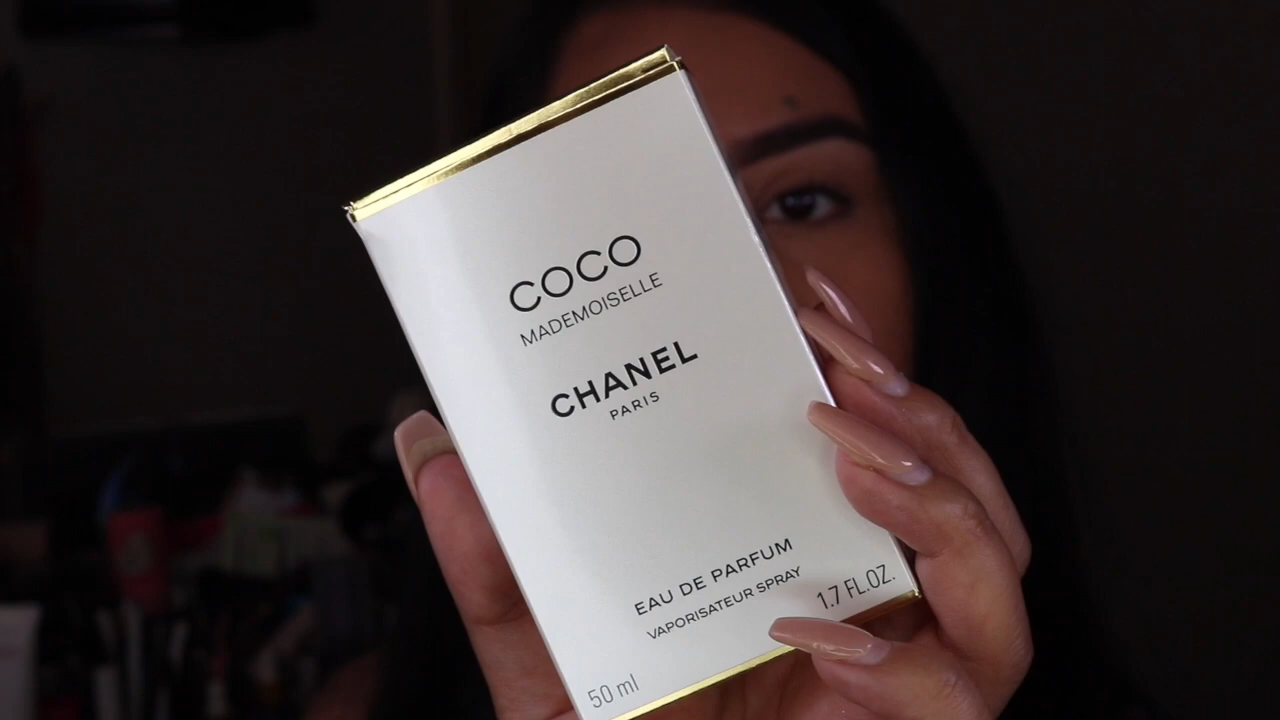 COCO
MADEMOISELLE
CHANEL
PARIS
EAU DE PARFUM
VAPORISATEUR SPRAY
50 ml 1.7 FL.OZ.